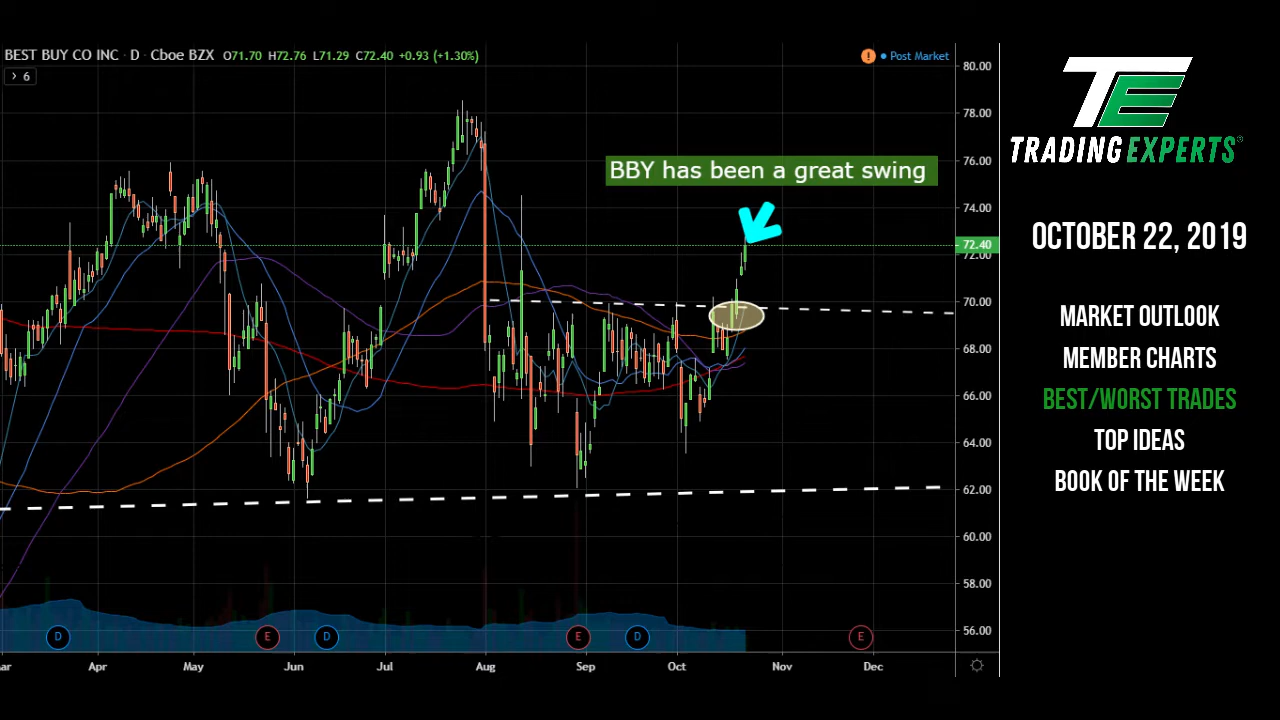 BEST BUY CO INC · D · Cboe BZX O71.70 H72.76 L71.29 C72.40 +0.93 (+1.30%)
! ● Post Market
> 6
BBY has been a great swing
80.00
78.00
76.00
74.00
72.40
72.00
70.00
68.00
66.00
64.00
62.00
60.00
58.00
56.00
D E D E D E
ar Apr May Jun Jul Aug Sep Oct Nov Dec
TE
TRADING EXPERTS®
OCTOBER 22, 2019
MARKET OUTLOOK
MEMBER CHARTS
BEST/WORST TRADES
TOP IDEAS
BOOK OF THE WEEK